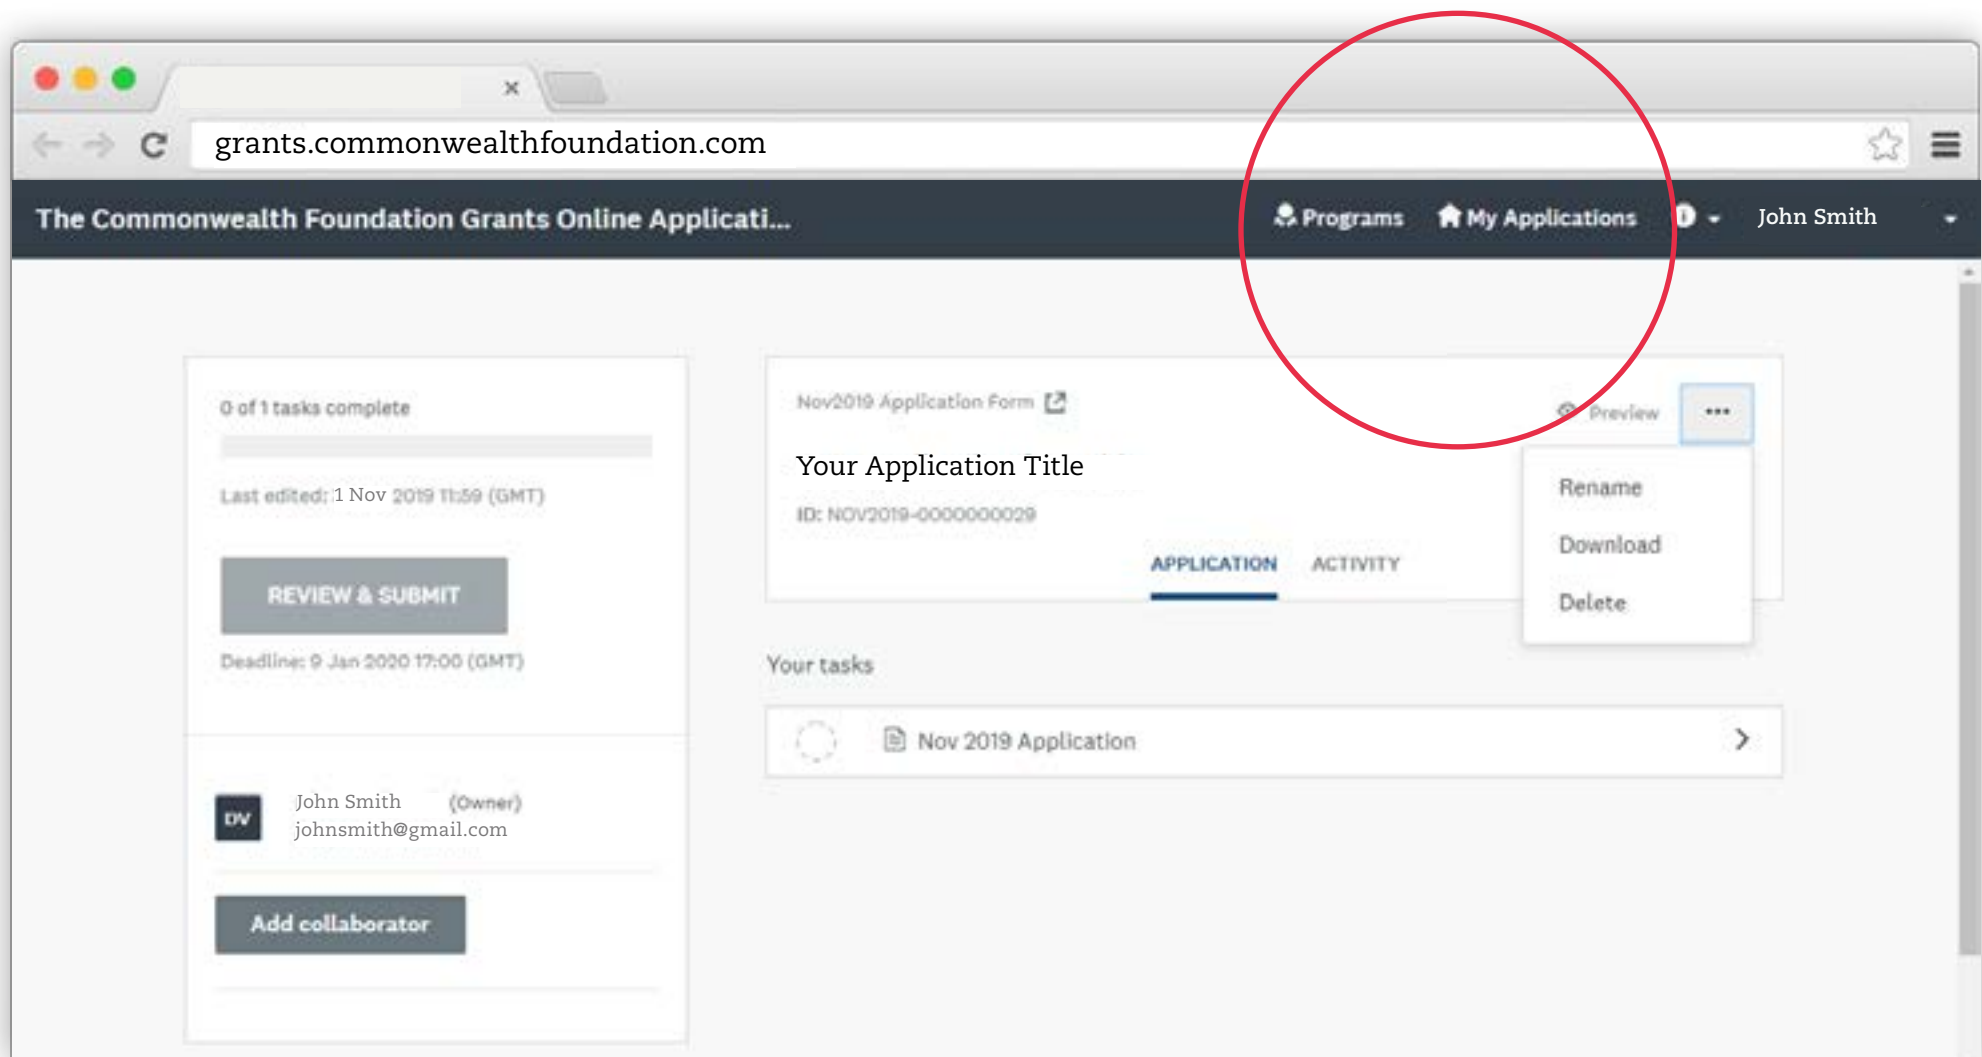 grants.commonwealthfoundation.com
The Commonwealth Foundation Grants Online Applicati...
Programs My Applications John Smith
0 of 1 tasks complete
Last edited: 1 Nov 2019 11:59 (GMT)
REVIEW & SUBMIT
Deadline: 9 Jan 2020 17:00 (GMT)
DV
John Smith (Owner)
johnsmith@gmail.com
Add collaborator
Nov2019 Application Form
Preview
Your Application Title
ID: NOV2019-0000000029
APPLICATION ACTIVITY
Rename
Download
Delete
Your tasks
Nov 2019 Application